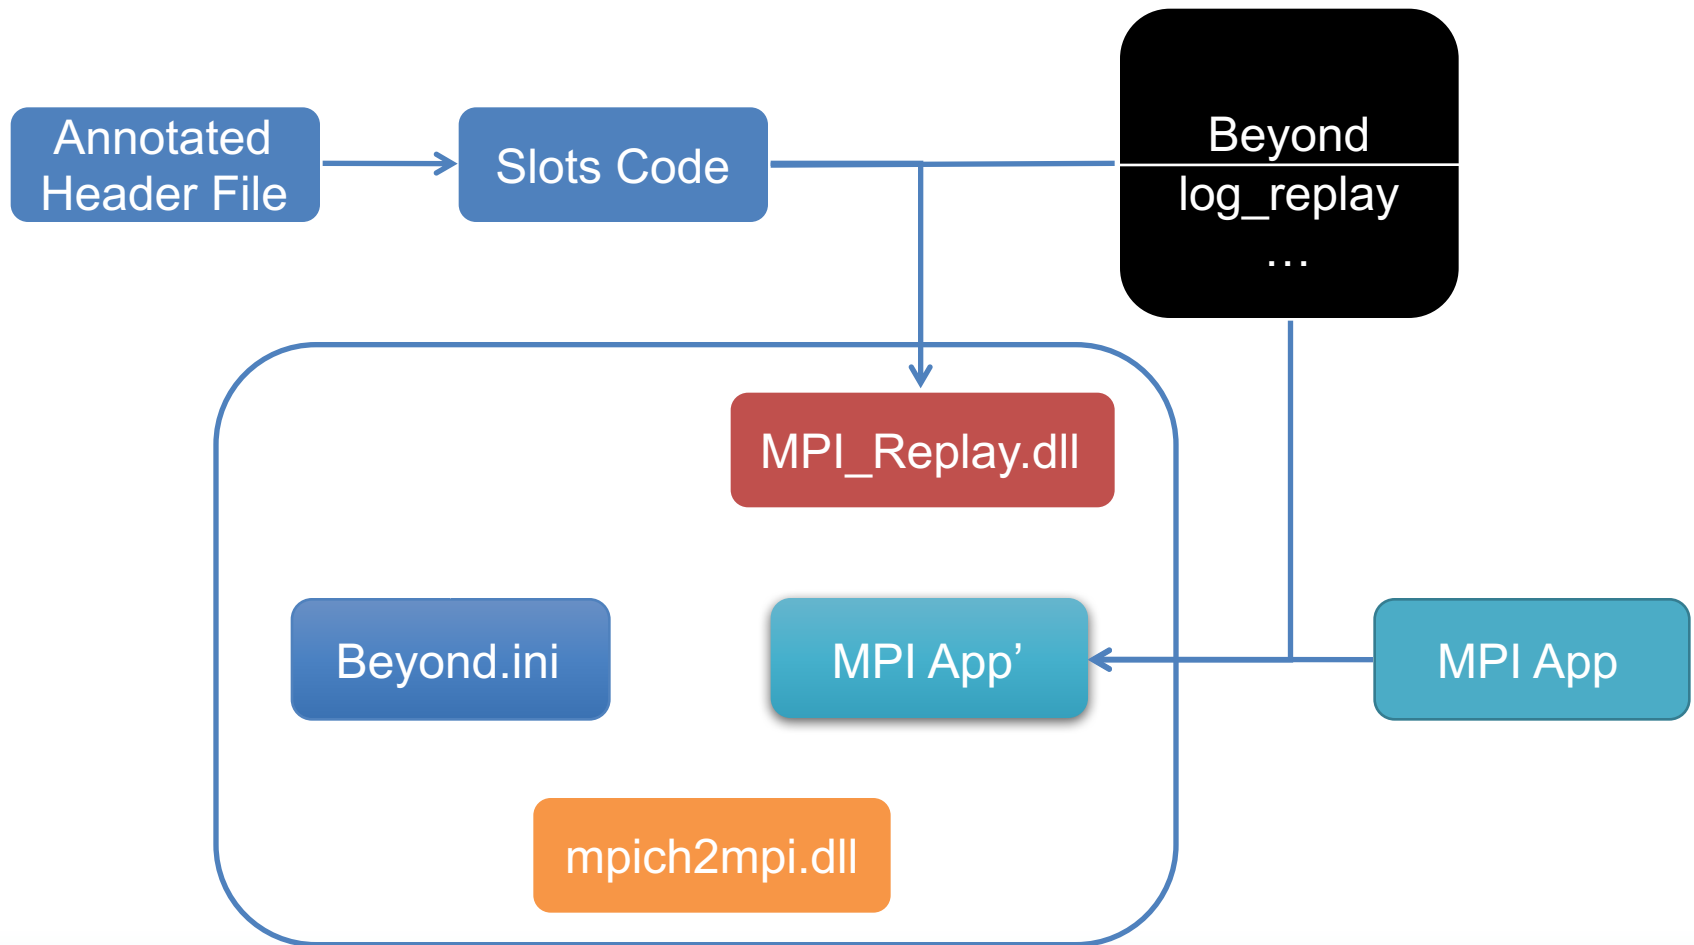 Annotated
Header File
Slots Code
Beyond
log_replay
…
MPI_Replay.dll
Beyond.ini
MPI App’
MPI App
mpich2mpi.dll